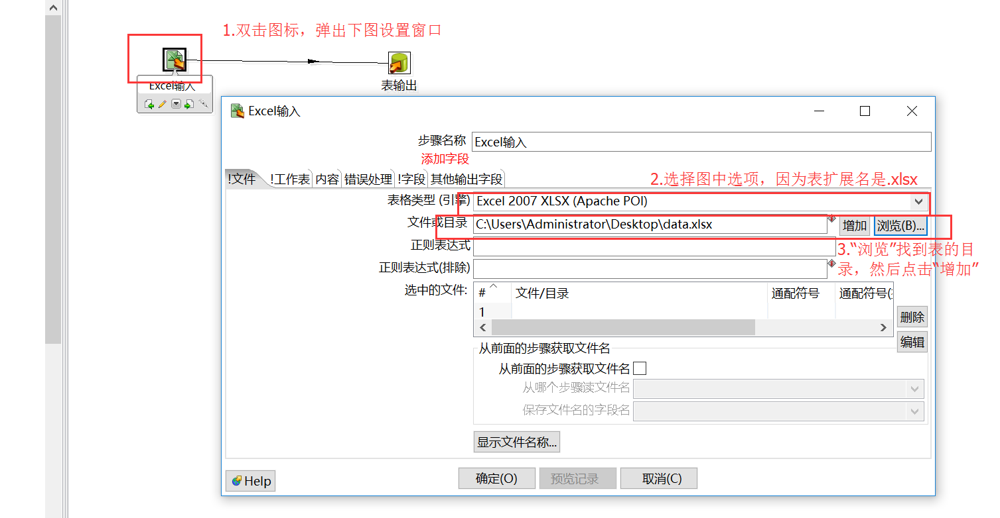 1.双击图标，弹出下图设置窗口
Excel输入
表输出
Excel输入
步骤名称 Excel输入
添加字段
!文件 !工作表 内容 错误处理 !字段 其他输出字段
2.选择图中选项，因为表扩展名是.xlsx
表格类型 (引擎) Excel 2007 XLSX (Apache POI)
文件或目录 C:\Users\Administrator\Desktop\data.xlsx 增加 浏览(B)...
正则表达式
3.“浏览”找到表的目
录，然后点击“增加”
正则表达式(排除)
选中的文件: # 文件/目录 通配符号 通配符号(
1
删除
编辑
从前面的步骤获取文件名
从前面的步骤获取文件名
从哪个步骤读文件名
保存文件名的字段名
显示文件名称...
Help 确定(O) 预览记录 取消(C)